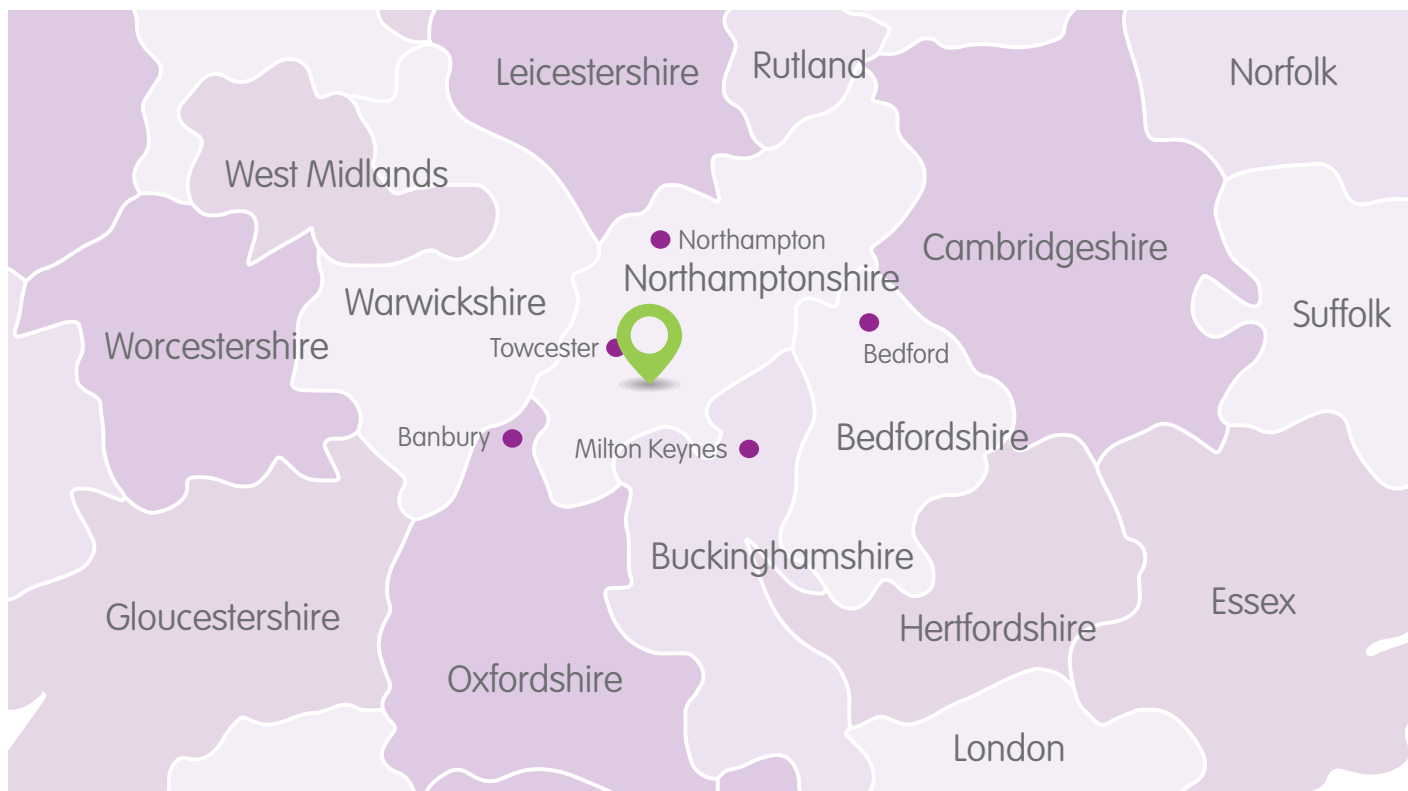 Rutland
Leicestershire
Norfolk
West Midlands
Northampton
Cambridgeshire
Northamptonshire
Warwickshire
Suffolk
Worcestershire
Towcester
Bedford
Banbury
Bedfordshire
Milton Keynes
Buckinghamshire
Essex
Gloucestershire
Hertfordshire
Oxfordshire
London